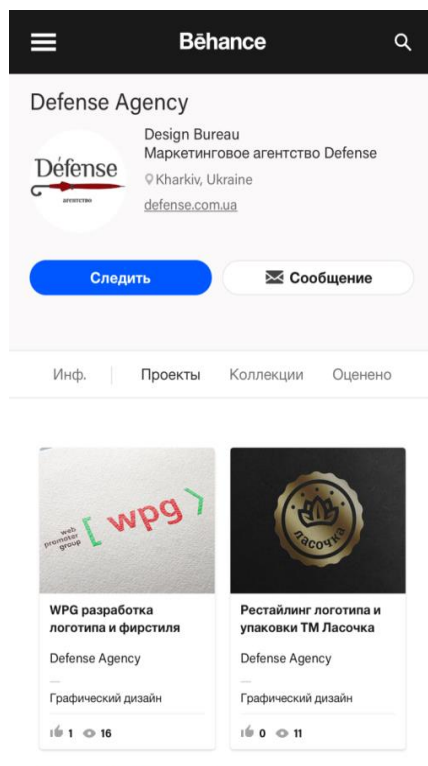 Bēhance
Defense Agency
Design Bureau
Маркетинговое агентство Defense
Kharkiv, Ukraine
defense.com.ua
Défense
агентство
Следить
Сообщение
Инф.
Проекты
Коллекции
Оценено
web
promoter
group
[ wpg >
ласочка
WPG разработка
логотипа и фирстиля
Defense Agency
—
Графический дизайн
1 16
Рестайлинг логотипа и
упаковки ТМ Ласочка
Defense Agency
—
Графический дизайн
0 11